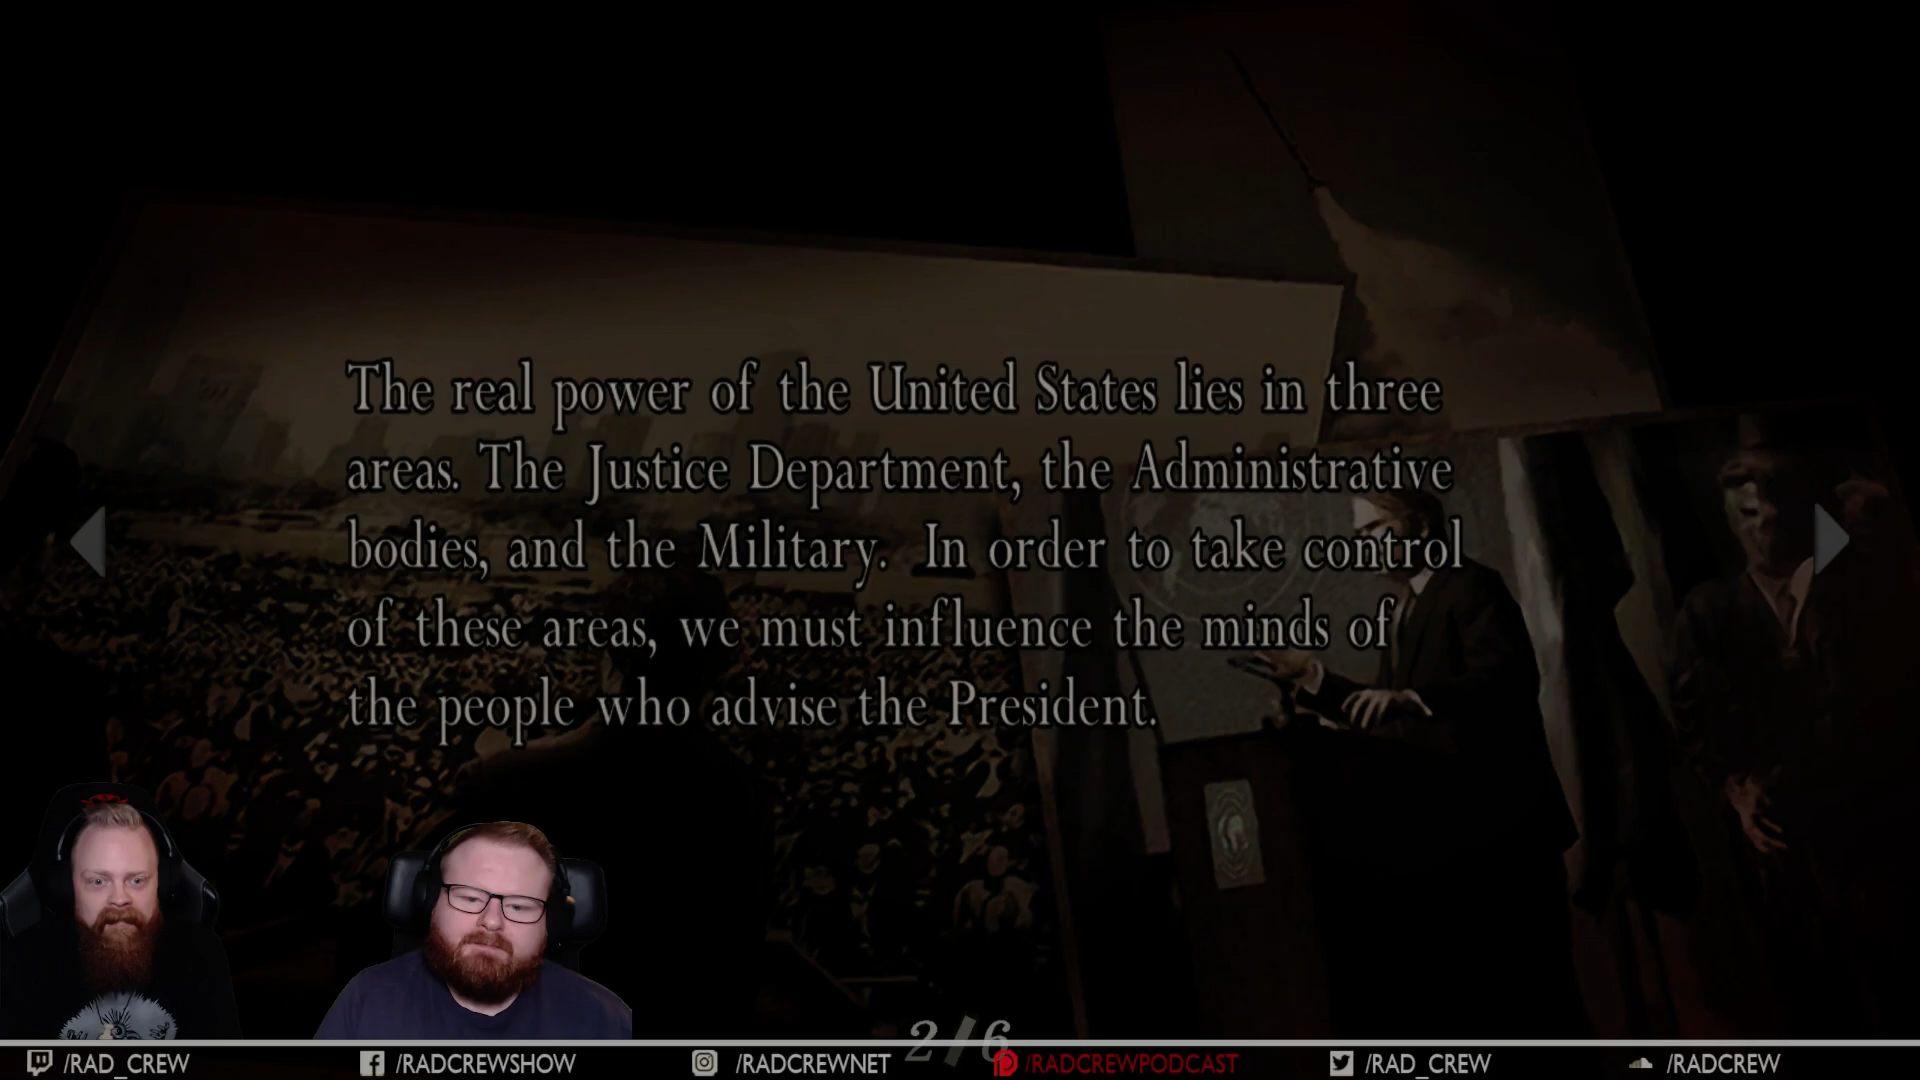 The real power of the United States lies in three
areas. The Justice Department, the Administrative
bodies, and the Military. In order to take control
of these areas, we must influence the minds of
the people who advise the President.
2/6
/RAD_CREW /RADCREWSHOW /RADCREWNET /RADCREWPODCAST /RAD_CREW /RADCREW